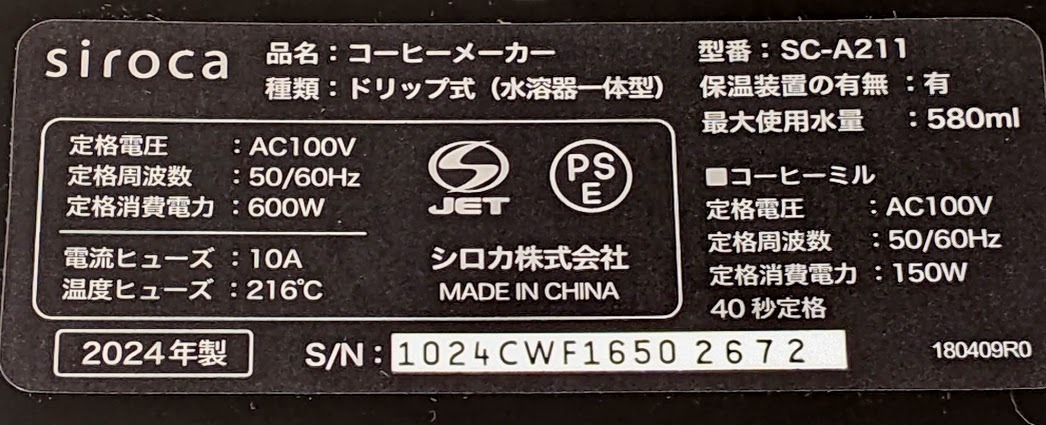 siroca
品名：コーヒーメーカー
種類：ドリップ式（水溶器一体型）
型番：SC-A211
保温装置の有無：有
最大使用水量：580ml
定格電圧：AC100V
定格周波数：50/60Hz
定格消費電力：600W
電流ヒューズ：10A
温度ヒューズ：216℃
JET
PS
E
シロカ株式会社
MADE IN CHINA
■コーヒーミル
定格電圧：AC100V
定格周波数：50/60Hz
定格消費電力：150W
40秒定格
2024年製
S/N：1024CWF1650 2672
180409R0